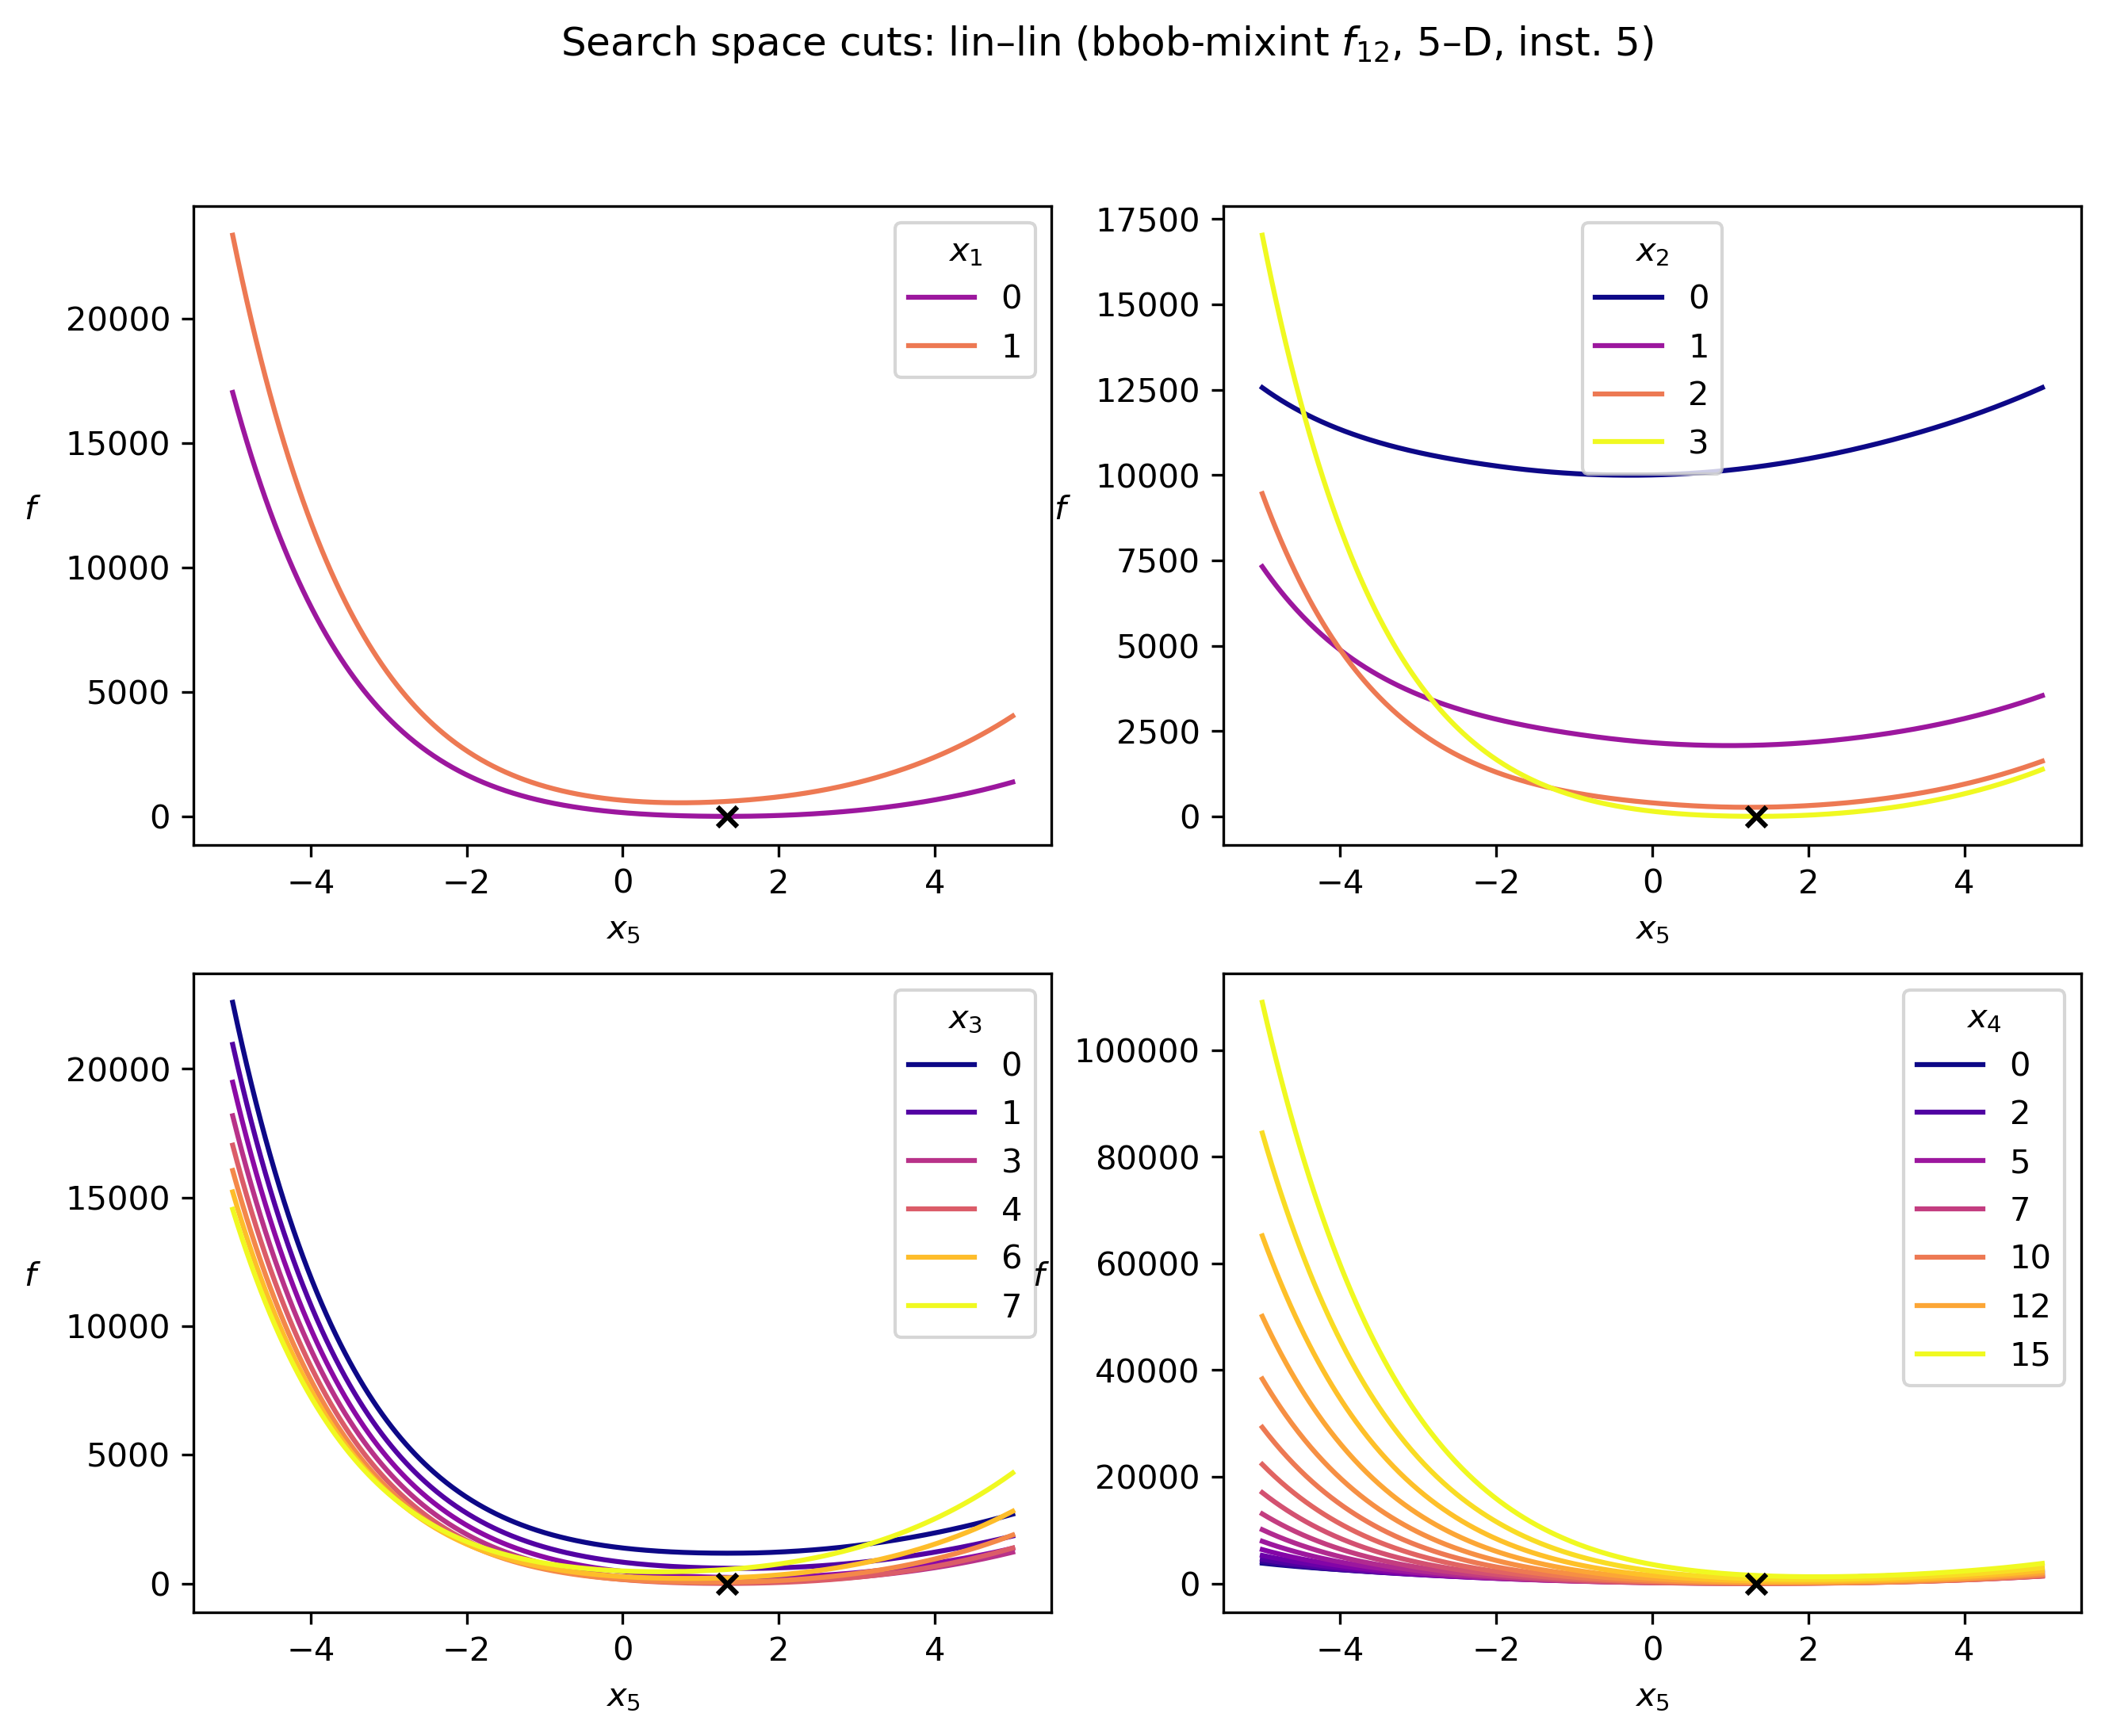 Search space cuts: lin–lin (bbob-mixint f₁₂, 5–D, inst. 5)
f
20000
15000
10000
5000
0
−4 −2 0 2 4
x₅
x₁
0
1
f
17500
15000
12500
10000
7500
5000
2500
0
−4 −2 0 2 4
x₅
x₂
0
1
2
3
f
20000
15000
10000
5000
0
−4 −2 0 2 4
x₅
x₃
0
1
3
4
6
7
f
100000
80000
60000
40000
20000
0
−4 −2 0 2 4
x₅
x₄
0
2
5
7
10
12
15